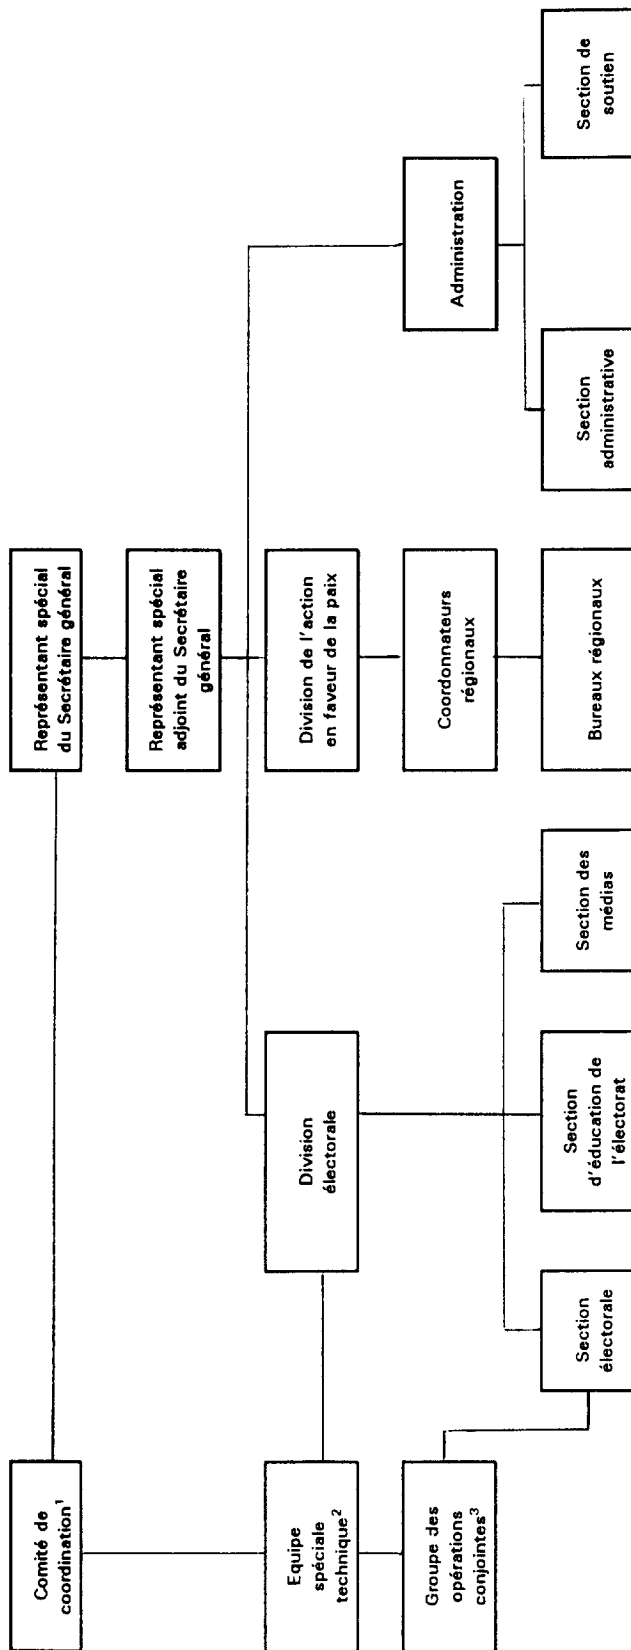 Comité de
coordination¹
Représentant spécial
du Secrétaire général
Représentant spécial
adjoint du Secrétaire
général
Equipe
spéciale
technique²
Division
électorale
Division de l'action
en faveur de la paix
Groupe des
opérations
conjointes³
Coordonnateurs
régionaux
Administration
Section
électorale
Section
d'éducation de
l'électorat
Section des
médias
Bureaux régionaux
Section
administrative
Section de
soutien